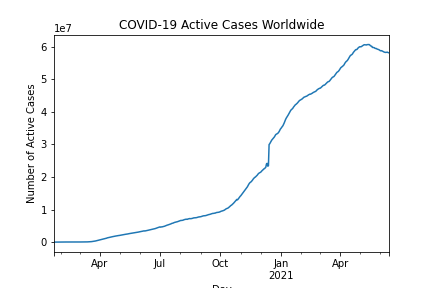 COVID-19 Active Cases Worldwide
1e7
6
5
4
3
2
1
0
Number of Active Cases
Apr
Jul
Oct
Jan
2021
Apr